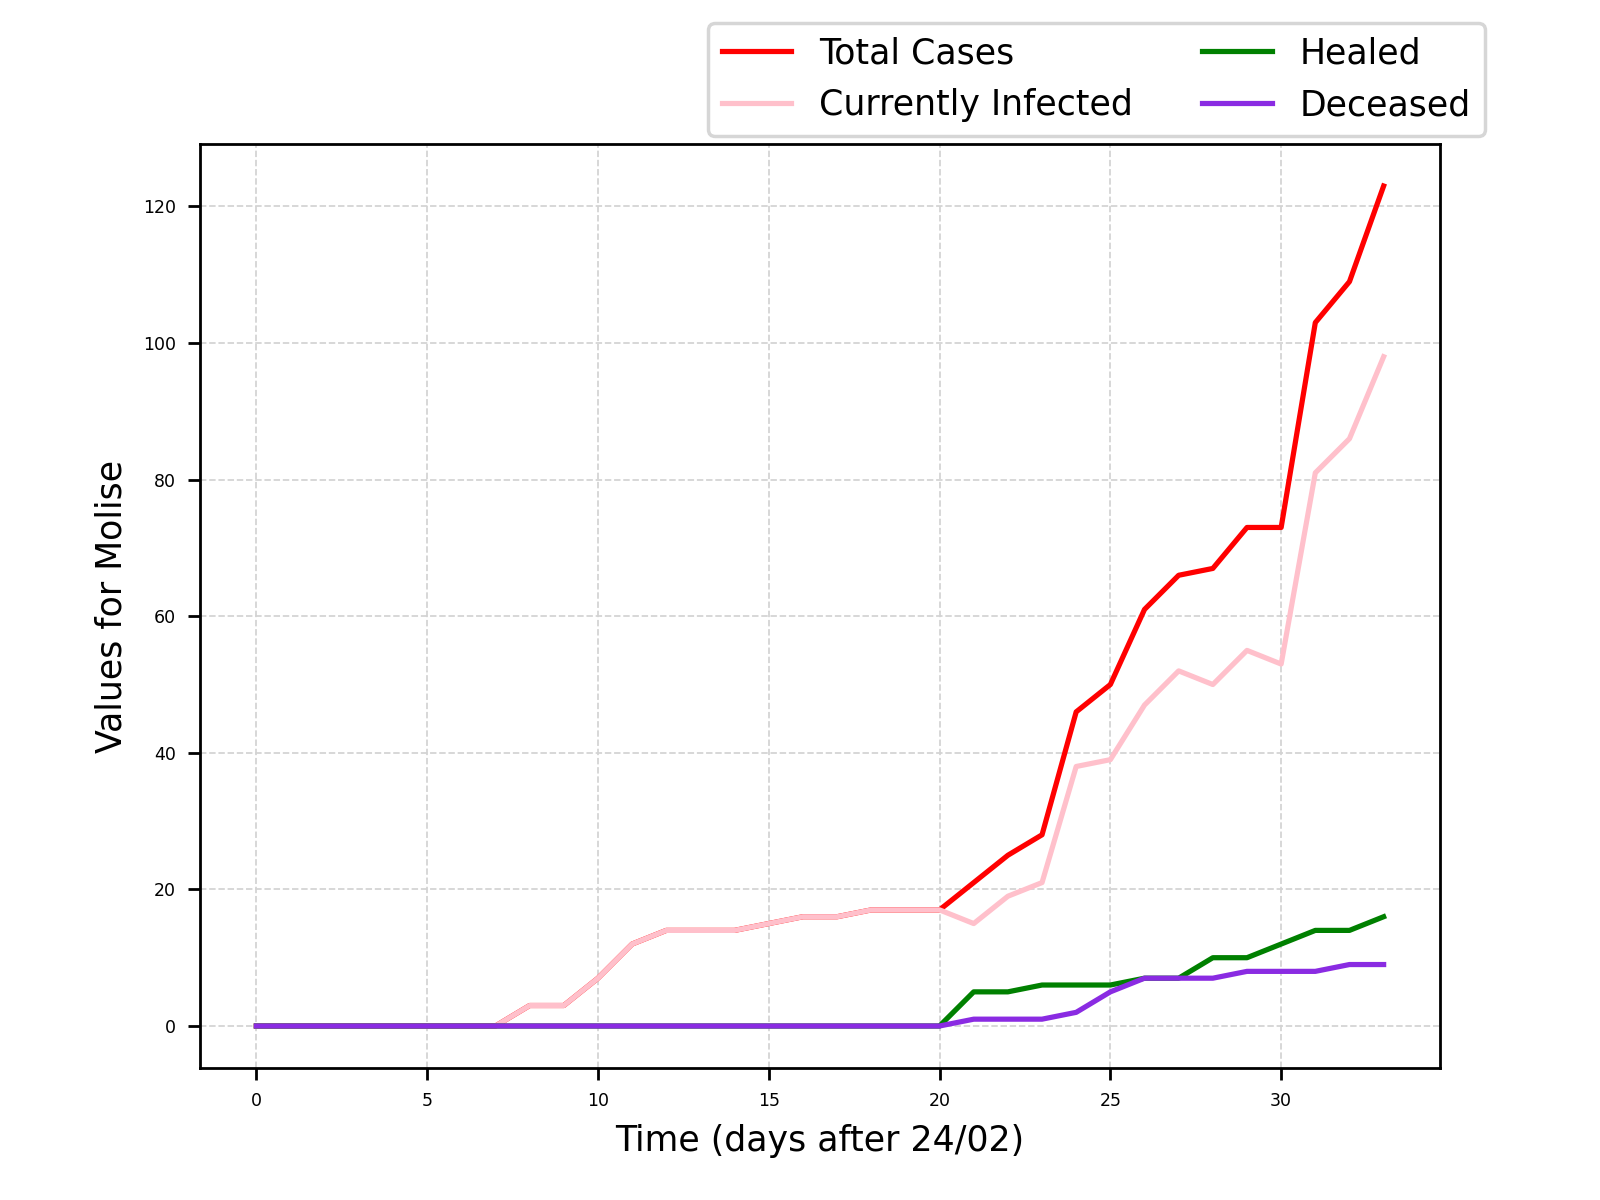 Total Cases
Currently Infected
Healed
Deceased
120
100
80
60
40
20
0
Values for Molise
0 5 10 15 20 25 30
Time (days after 24/02)